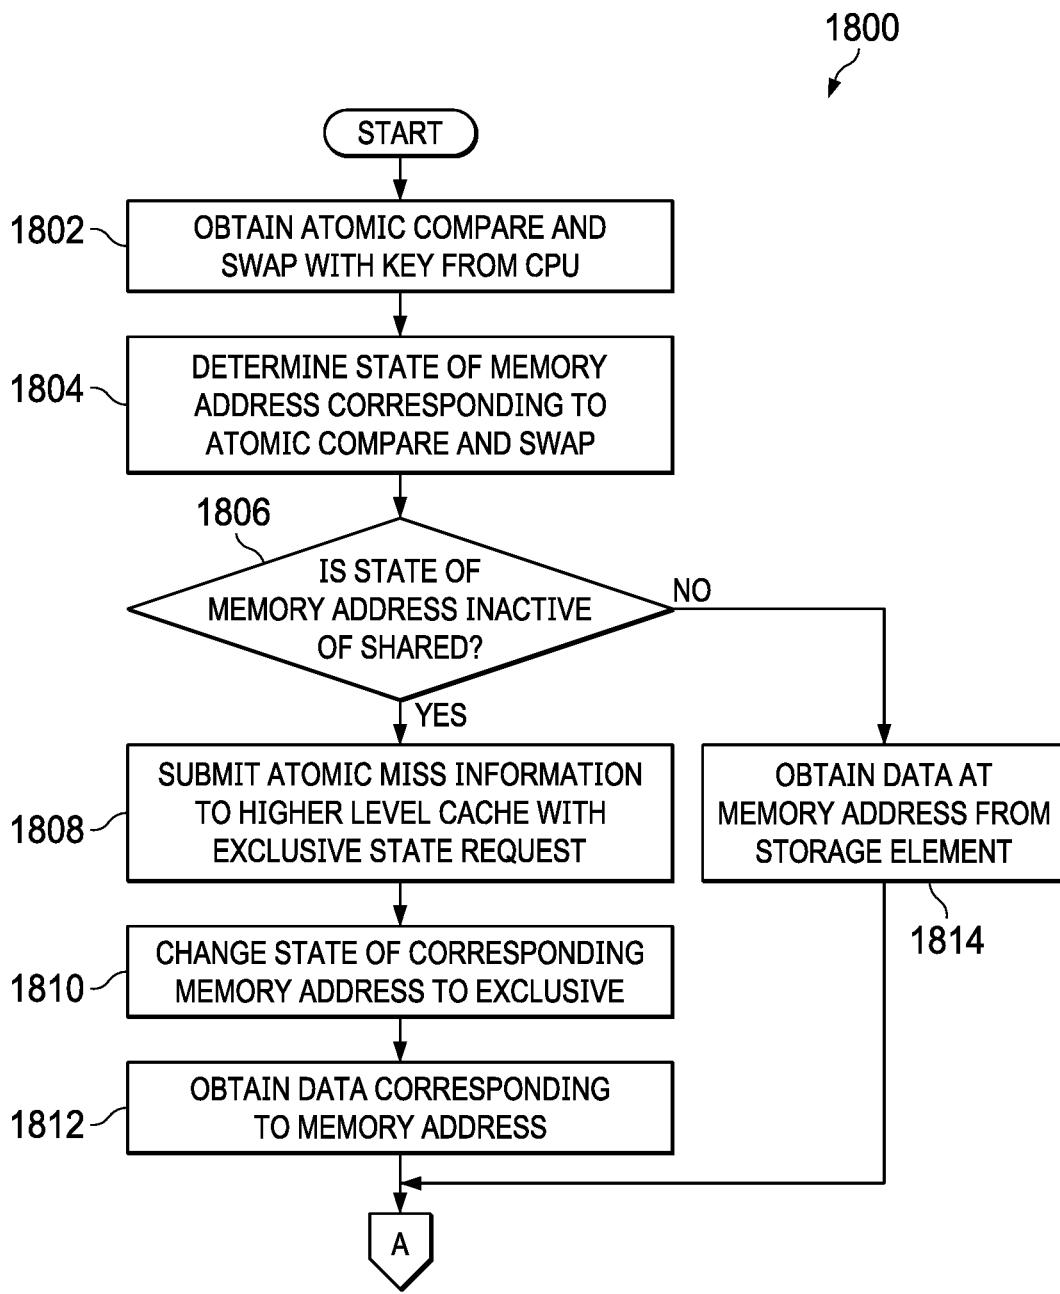 1800
START
1802
OBTAIN ATOMIC COMPARE AND
SWAP WITH KEY FROM CPU
1804
DETERMINE STATE OF MEMORY
ADDRESS CORRESPONDING TO
ATOMIC COMPARE AND SWAP
1806
IS STATE OF
MEMORY ADDRESS INACTIVE
OF SHARED?
NO
YES
1808
SUBMIT ATOMIC MISS INFORMATION
TO HIGHER LEVEL CACHE WITH
EXCLUSIVE STATE REQUEST
OBTAIN DATA AT
MEMORY ADDRESS FROM
STORAGE ELEMENT
1814
1810
CHANGE STATE OF CORRESPONDING
MEMORY ADDRESS TO EXCLUSIVE
1812
OBTAIN DATA CORRESPONDING
TO MEMORY ADDRESS
A